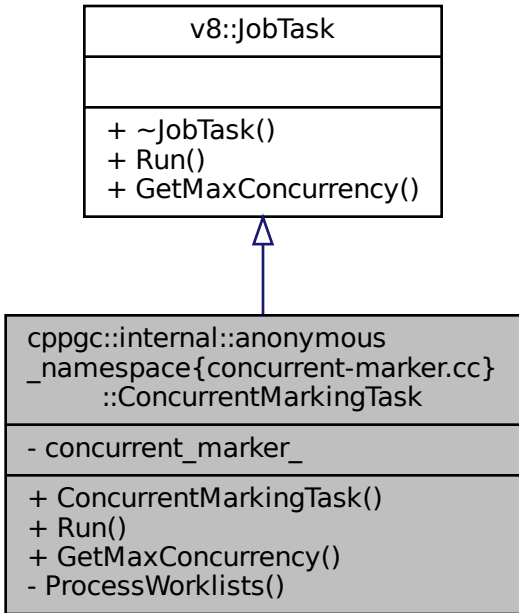 v8::JobTask
+ ~JobTask()
+ Run()
+ GetMaxConcurrency()
cppgc::internal::anonymous
_namespace{concurrent-marker.cc}
::ConcurrentMarkingTask
- concurrent_marker_
+ ConcurrentMarkingTask()
+ Run()
+ GetMaxConcurrency()
- ProcessWorklists()